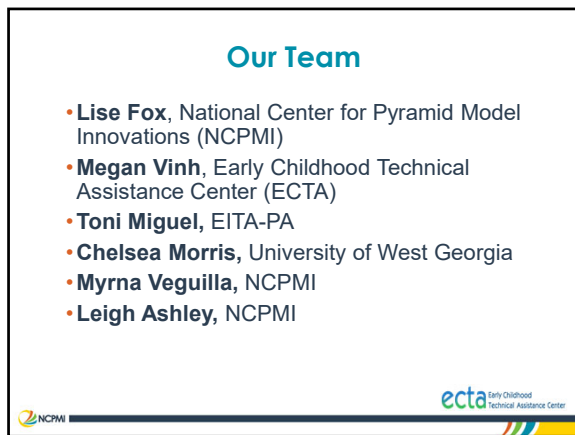 Our Team
• Lise Fox, National Center for Pyramid Model
Innovations (NCPMI)
• Megan Vinh, Early Childhood Technical
Assistance Center (ECTA)
• Toni Miguel, EITA-PA
• Chelsea Morris, University of West Georgia
• Myrna Veguilla, NCPMI
• Leigh Ashley, NCPMI
ecta Early Childhood
Technical Assistance Center
NCPMI